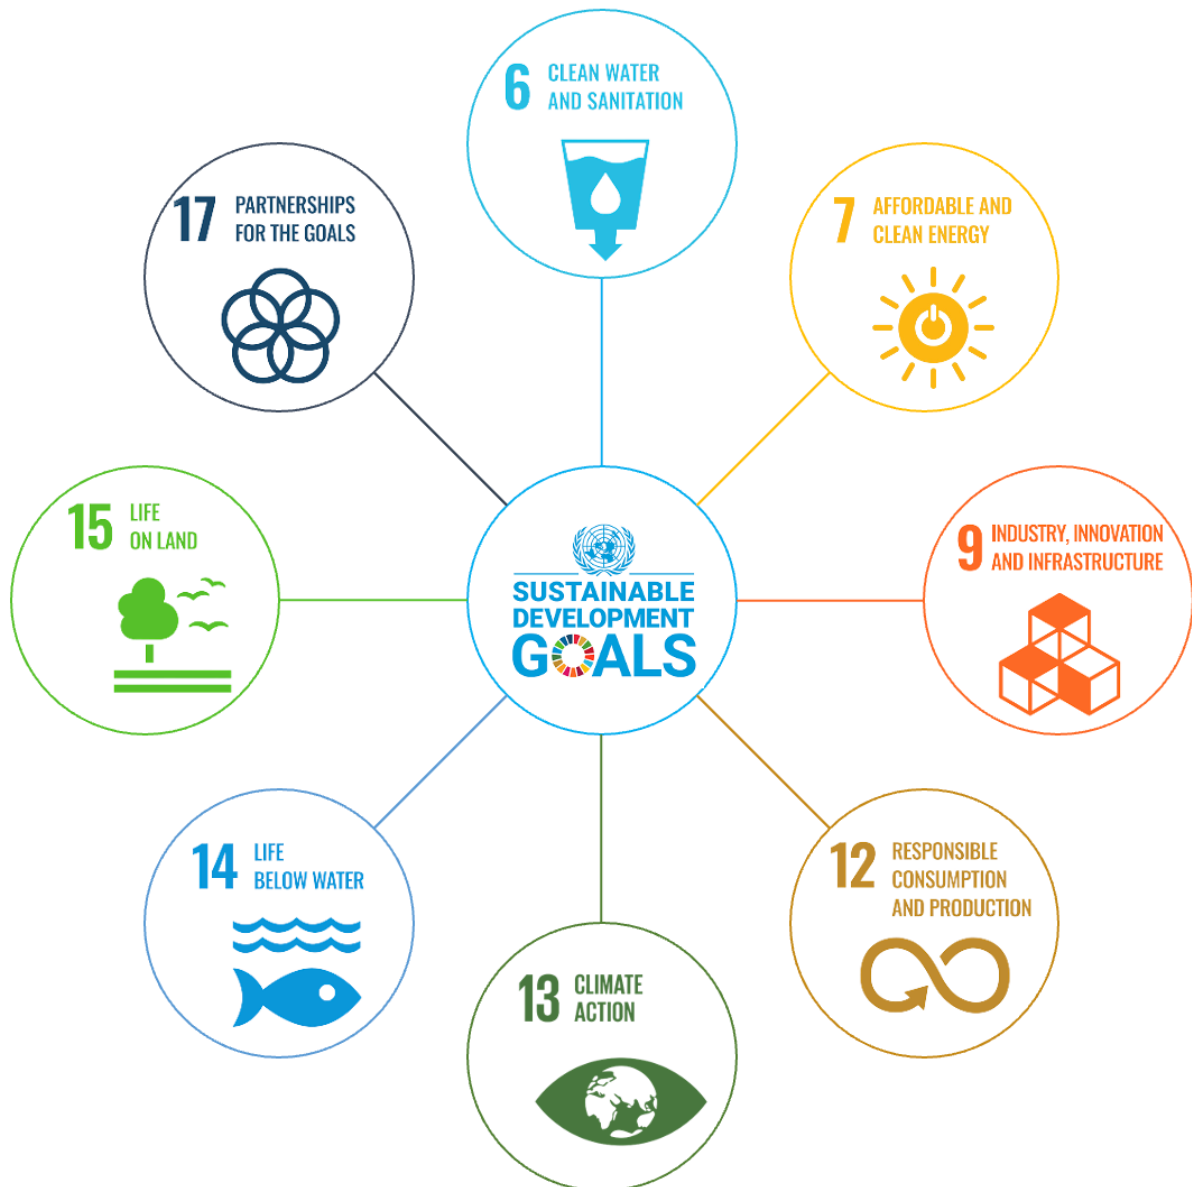 6
CLEAN WATER
AND SANITATION
7
AFFORDABLE AND
CLEAN ENERGY
9
INDUSTRY, INNOVATION
AND INFRASTRUCTURE
12
RESPONSIBLE
CONSUMPTION
AND PRODUCTION
13
CLIMATE
ACTION
14
LIFE
BELOW WATER
15
LIFE
ON LAND
17
PARTNERSHIPS
FOR THE GOALS
SUSTAINABLE
DEVELOPMENT
GOALS